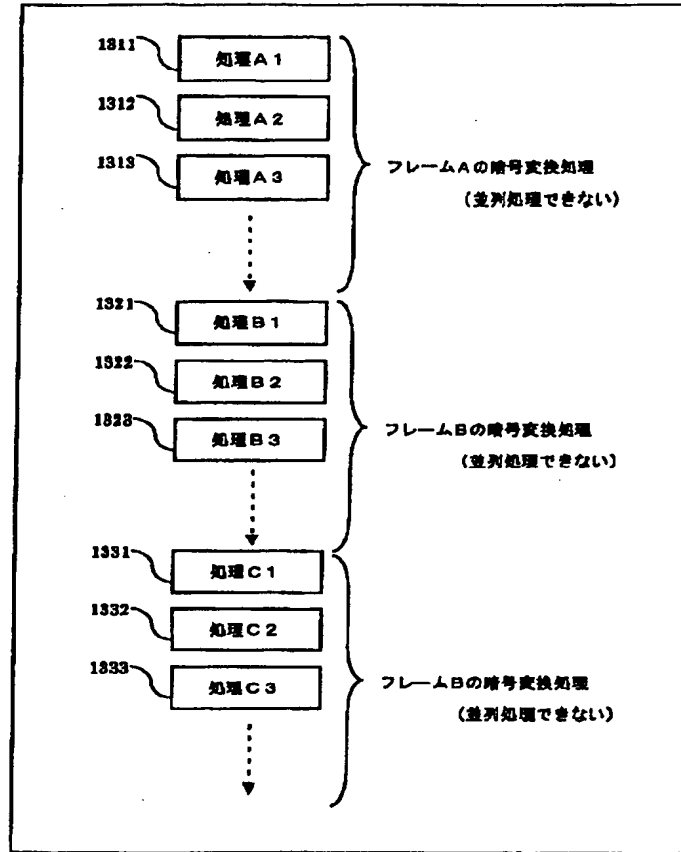 1311
処理A1
1312
処理A2
1313
処理A3
フレームAの暗号変換処理
(並列処理できない)
1321
処理B1
1322
処理B2
1323
処理B3
フレームBの暗号変換処理
(並列処理できない)
1331
処理C1
1332
処理C2
1333
処理C3
フレームBの暗号変換処理
(並列処理できない)